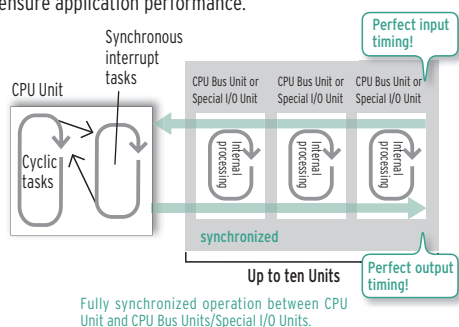 ensure application performance.
Perfect input
timing!
Synchronous
interrupt
tasks
CPU Unit
CPU Bus Unit or
Special I/O Unit
CPU Bus Unit or
Special I/O Unit
CPU Bus Unit or
Special I/O Unit
Cyclic
tasks
Internal
processing
Internal
processing
Internal
processing
synchronized
Up to ten Units
Perfect output
timing!
Fully synchronized operation between CPU
Unit and CPU Bus Units/Special I/O Units.